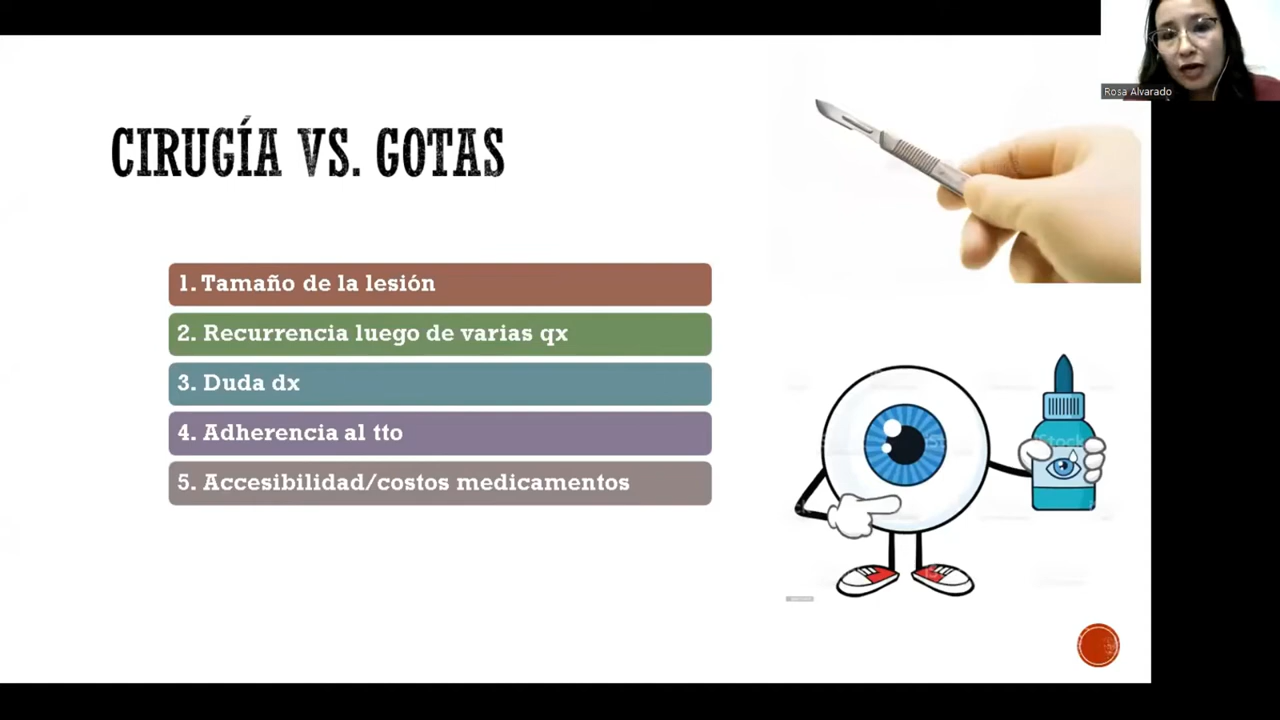 Rosa Alvarado
CIRUGÍA VS. GOTAS
1. Tamaño de la lesión
2. Recurrencia luego de varias qx
3. Duda dx
4. Adherencia al tto
5. Accesibilidad/costos medicamentos
iStock